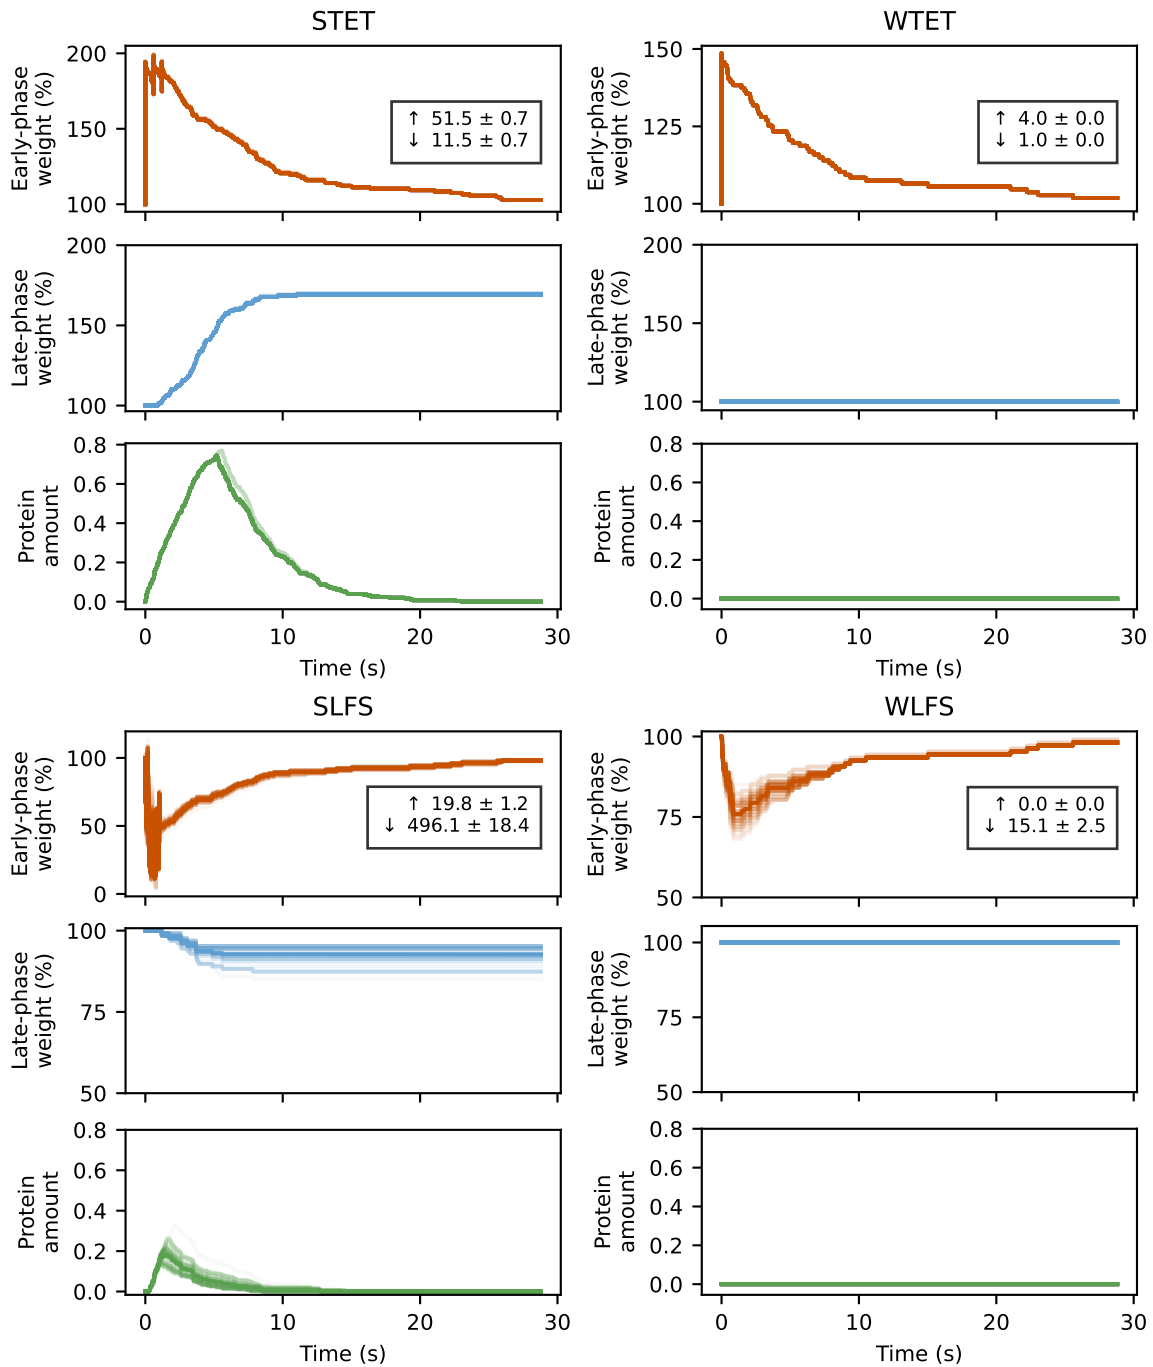 STET
Early-phase
weight (%)
200
150
100
↑ 51.5 ± 0.7
↓ 11.5 ± 0.7
Late-phase
weight (%)
200
150
100
Protein
amount
0.8
0.6
0.4
0.2
0.0
0 10 20 30
Time (s)
WTET
Early-phase
weight (%)
150
125
100
↑ 4.0 ± 0.0
↓ 1.0 ± 0.0
Late-phase
weight (%)
200
175
150
125
100
Protein
amount
0.8
0.6
0.4
0.2
0.0
0 10 20 30
Time (s)
SLFS
Early-phase
weight (%)
100
50
0
↑ 19.8 ± 1.2
↓ 496.1 ± 18.4
Late-phase
weight (%)
100
75
50
Protein
amount
0.8
0.6
0.4
0.2
0.0
0 10 20 30
Time (s)
WLFS
Early-phase
weight (%)
100
75
50
↑ 0.0 ± 0.0
↓ 15.1 ± 2.5
Late-phase
weight (%)
100
75
50
Protein
amount
0.8
0.6
0.4
0.2
0.0
0 10 20 30
Time (s)